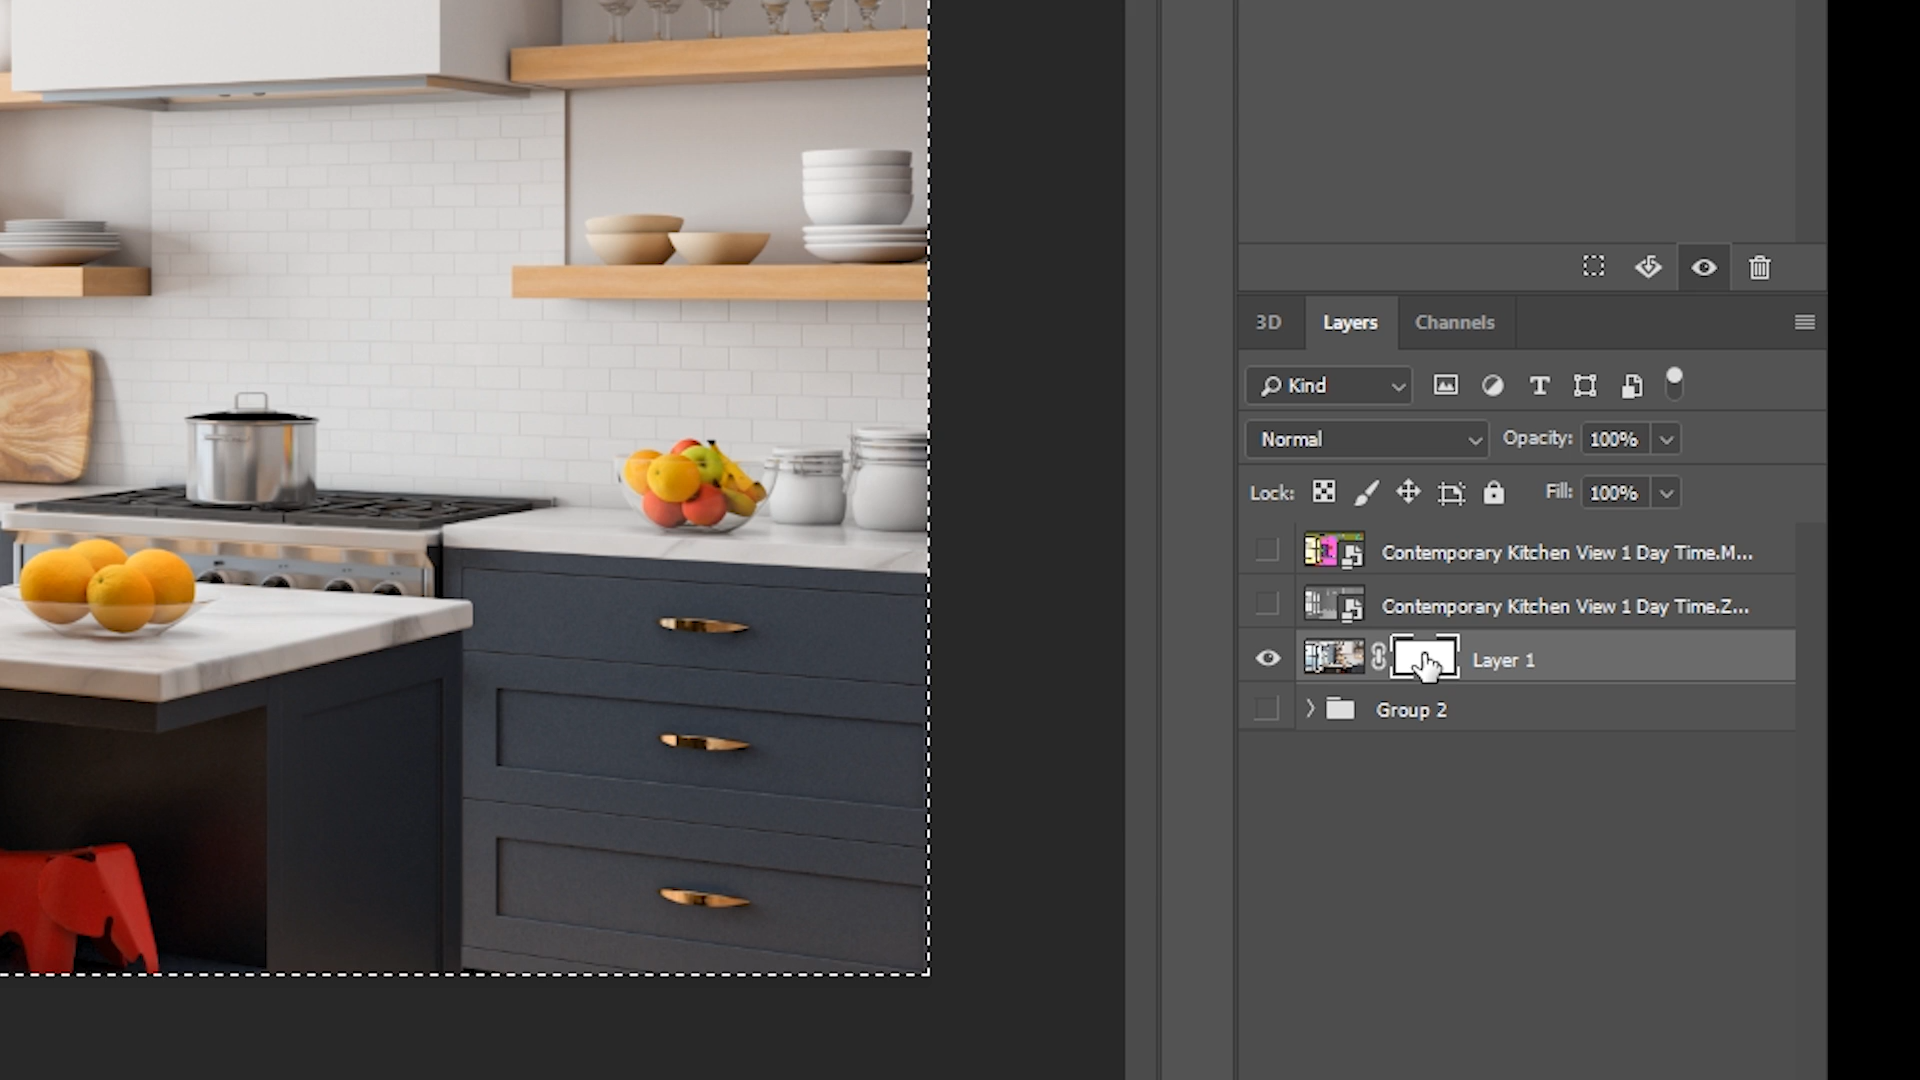 3D Layers Channels
Kind
Normal Opacity: 100%
Lock: Fill: 100%
Contemporary Kitchen View 1 Day Time.M...
Contemporary Kitchen View 1 Day Time.Z...
Layer 1
Group 2